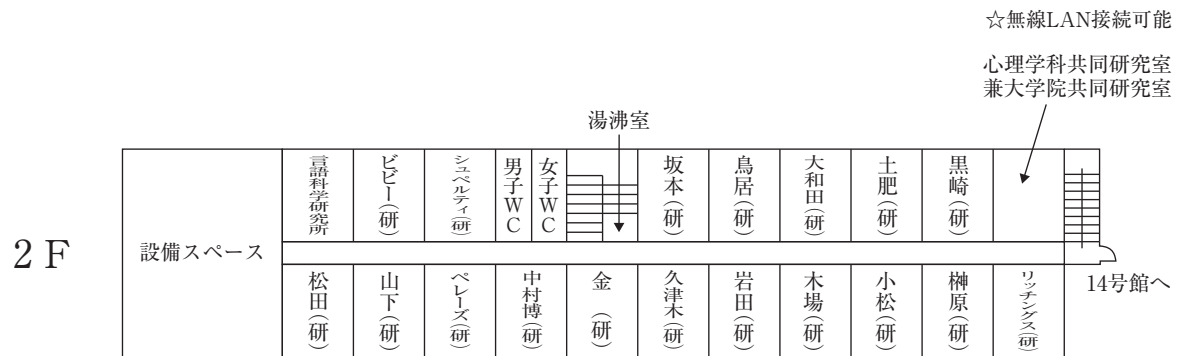 ☆無線LAN接続可能
心理学科共同研究室
兼大学院共同研究室
湯沸室
2F
設備スペース
言語科学研究所
ビビー(研)
シュペルティ(研)
男子WC
女子WC
坂本(研)
鳥居(研)
大和田(研)
土肥(研)
黒崎(研)
14号館へ
松田(研)
山下(研)
ペレーズ(研)
中村博(研)
金 (研)
久津木(研)
岩田(研)
木場(研)
小松(研)
榊原(研)
リッチングス(研)